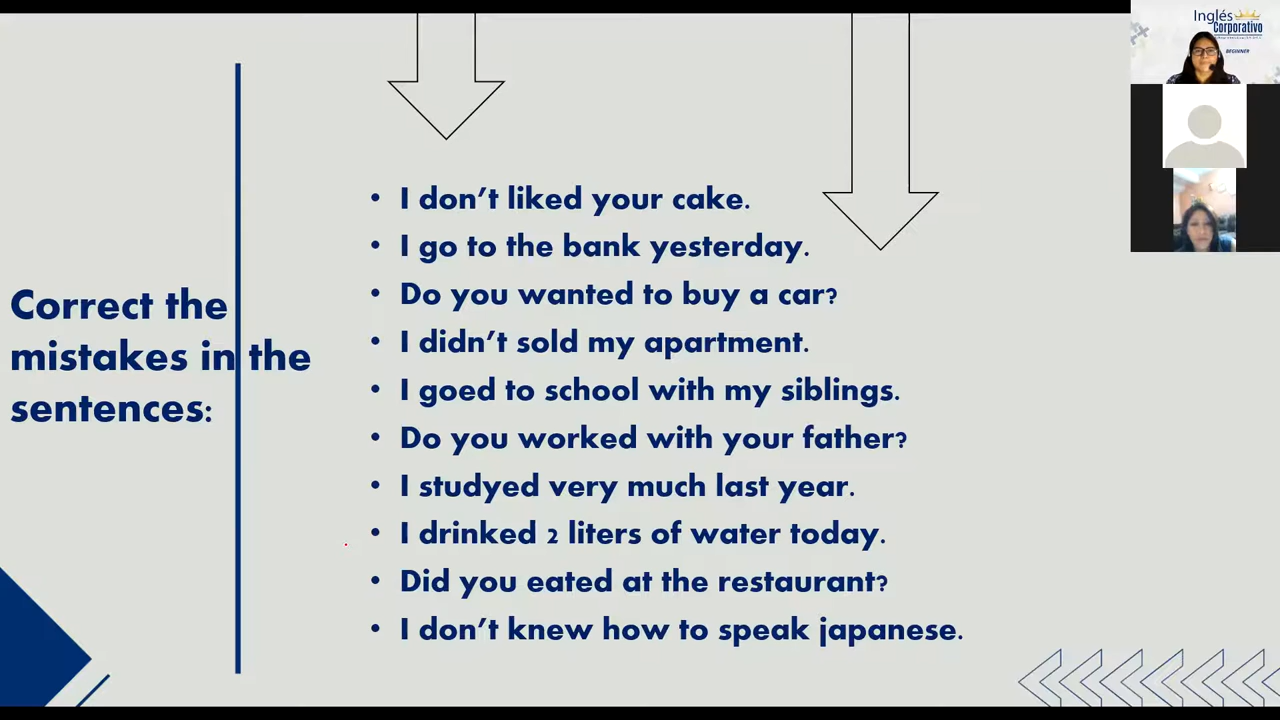 Inglés
Corporativo
BEGINNER
Correct the
mistakes in the
sentences:
• I don't liked your cake.
• I go to the bank yesterday.
• Do you wanted to buy a car?
• I didn't sold my apartment.
• I goed to school with my siblings.
• Do you worked with your father?
• I studyed very much last year.
• I drinked 2 liters of water today.
• Did you eated at the restaurant?
• I don't knew how to speak japanese.